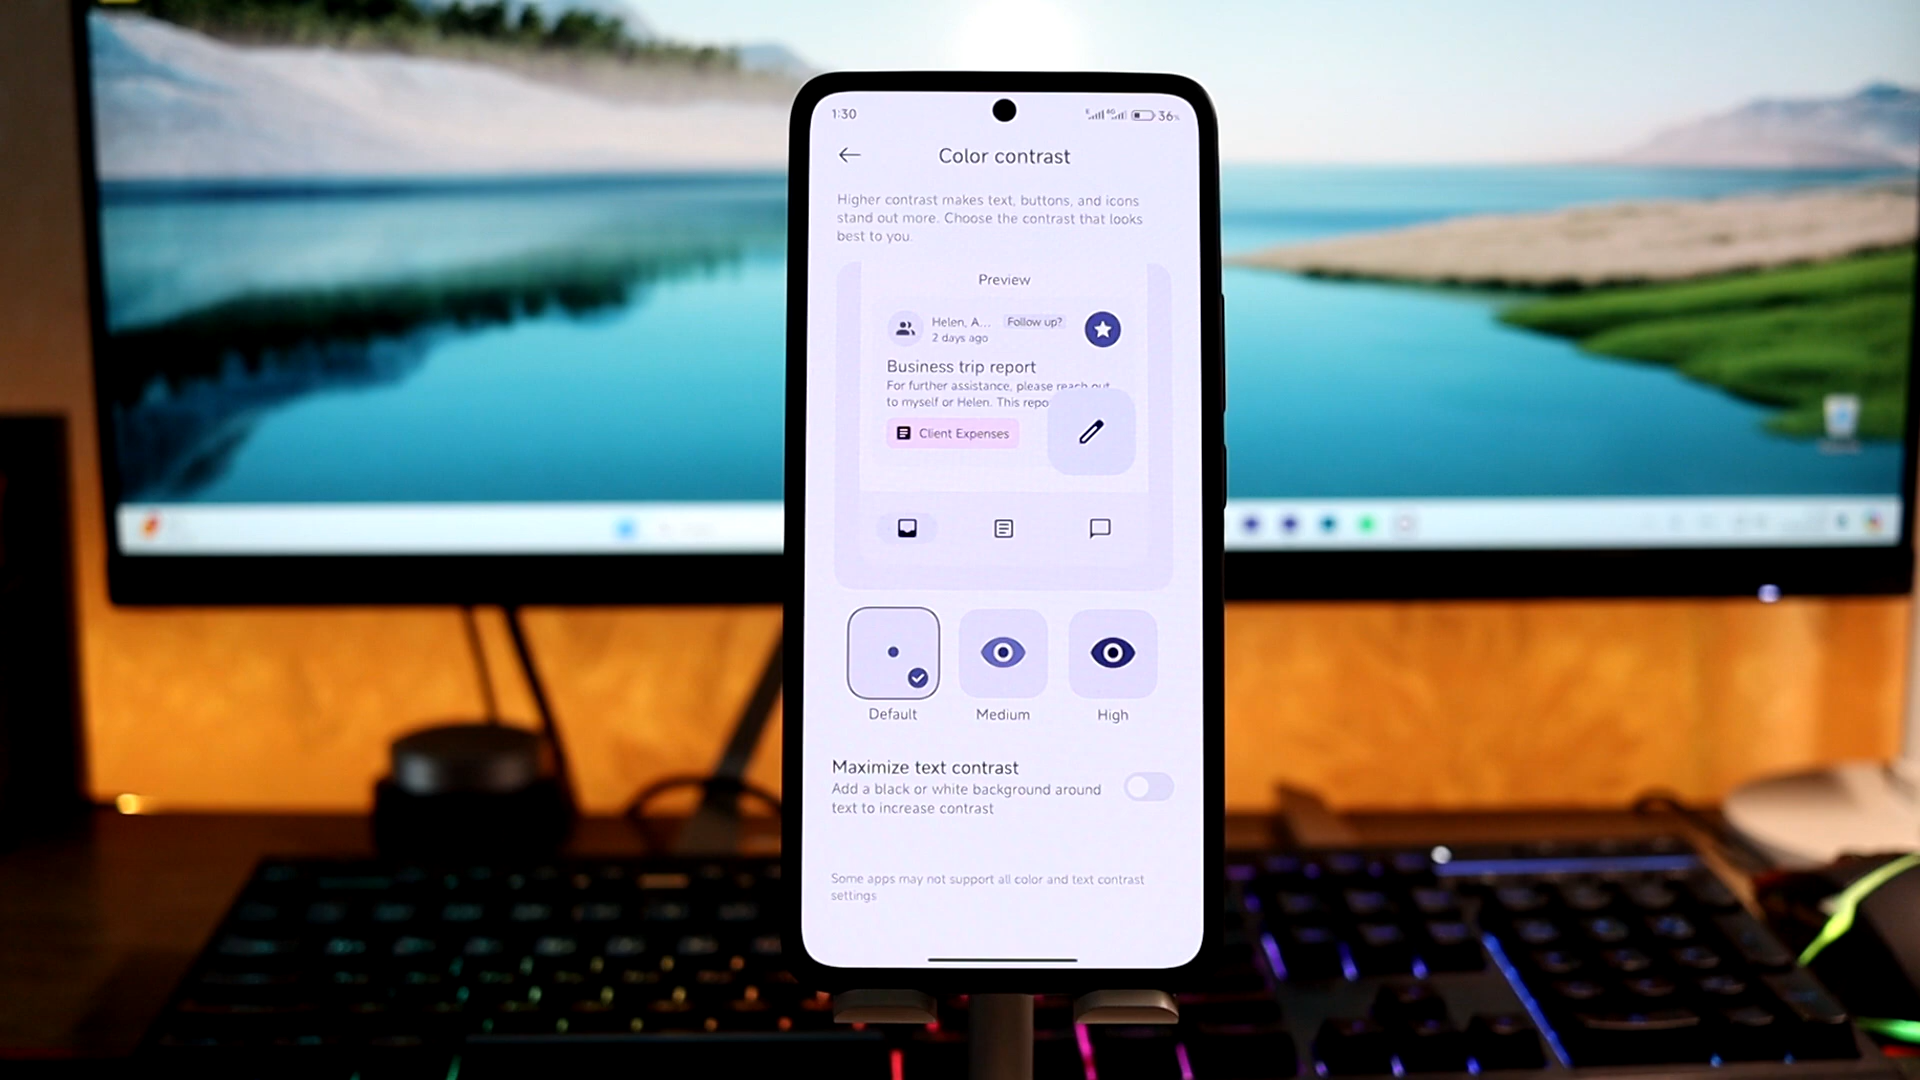 1:30
36%
Color contrast
Higher contrast makes text, buttons, and icons
stand out more. Choose the contrast that looks
best to you.
Preview
Helen, A... Follow up?
2 days ago
Business trip report
For further assistance, please reach out
to myself or Helen. This repo
Client Expenses
Default
Medium
High
Maximize text contrast
Add a black or white background around
text to increase contrast
Some apps may not support all color and text contrast
settings